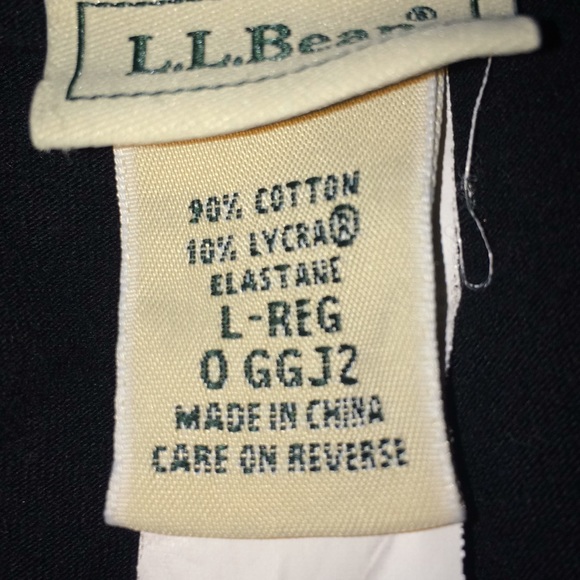 L.L.Bean®
90% COTTON
10% LYCRA®
ELASTANE
L-REG
0 GGJ2
MADE IN CHINA
CARE ON REVERSE